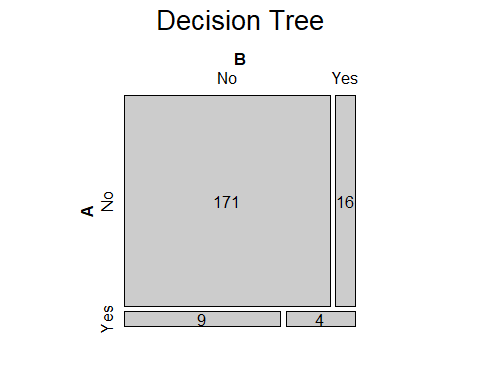 Decision Tree
B
No Yes
A
No
171 16
Yes
9 4